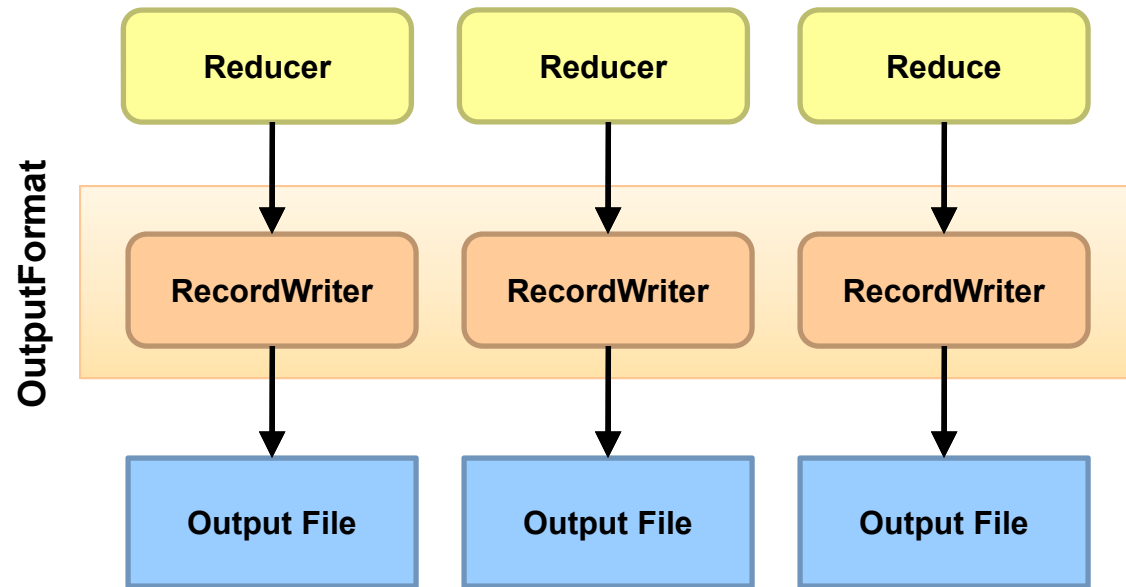 Reducer
Reducer
Reduce
OutputFormat
RecordWriter
RecordWriter
RecordWriter
Output File
Output File
Output File